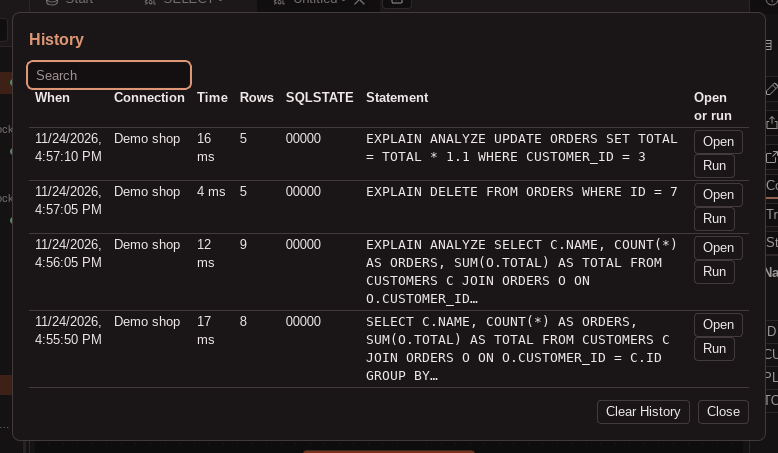 Start
SQL SELECT
SQL Untitled
History
Search
When Connection Time Rows SQLSTATE Statement Open
or run
11/24/2026, Demo shop 16 5 00000 EXPLAIN ANALYZE UPDATE ORDERS SET TOTAL Open
4:57:10 PM ms = TOTAL * 1.1 WHERE CUSTOMER_ID = 3 Run
11/24/2026, Demo shop 4 ms 5 00000 EXPLAIN DELETE FROM ORDERS WHERE ID = 7 Open
4:57:05 PM Run
11/24/2026, Demo shop 12 9 00000 EXPLAIN ANALYZE SELECT C.NAME, COUNT(*) Open
4:56:05 PM ms AS ORDERS, SUM(O.TOTAL) AS TOTAL FROM Run
CUSTOMERS C JOIN ORDERS O ON
O.CUSTOMER_ID…
11/24/2026, Demo shop 17 8 00000 SELECT C.NAME, COUNT(*) AS ORDERS, Open
4:55:50 PM ms SUM(O.TOTAL) AS TOTAL FROM CUSTOMERS C Run
JOIN ORDERS O ON O.CUSTOMER_ID = C.ID
GROUP BY…
Clear History Close